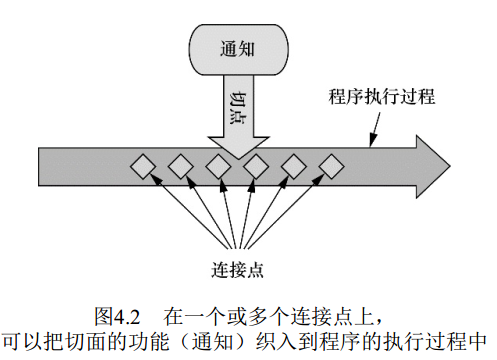 通知
切点
程序执行过程
连接点
图4.2 在一个或多个连接点上，
可以把切面的功能（通知）织入到程序的执行过程中